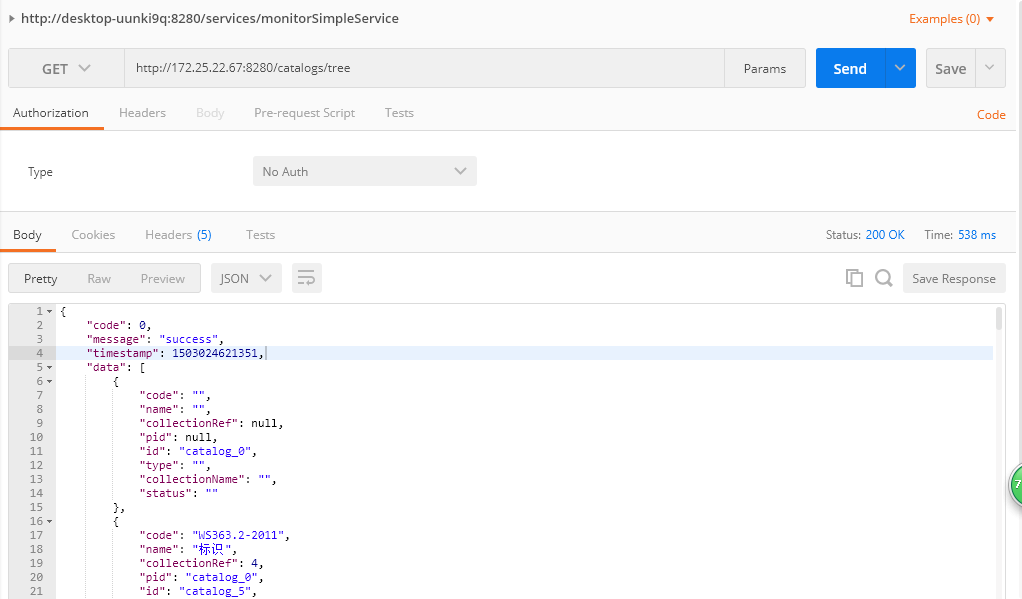 http://desktop-uunki9q:8280/services/monitorSimpleService Examples (0)
GET http://172.25.22.67:8280/catalogs/tree Params Send Save
Authorization Headers Body Pre-request Script Tests Code
Type No Auth
Body Cookies Headers (5) Tests Status: 200 OK Time: 538 ms
Pretty Raw Preview JSON Save Response
1 {
2 "code": 0,
3 "message": "success",
4 "timestamp": 1503024621351,
5 "data": [
6 {
7 "code": "",
8 "name": "",
9 "collectionRef": null,
10 "pid": null,
11 "id": "catalog_0",
12 "type": "",
13 "collectionName": "",
14 "status": ""
15 },
16 {
17 "code": "WS363.2-2011",
18 "name": "标识",
19 "collectionRef": 4,
20 "pid": "catalog_0",
21 "id": "catalog_5",